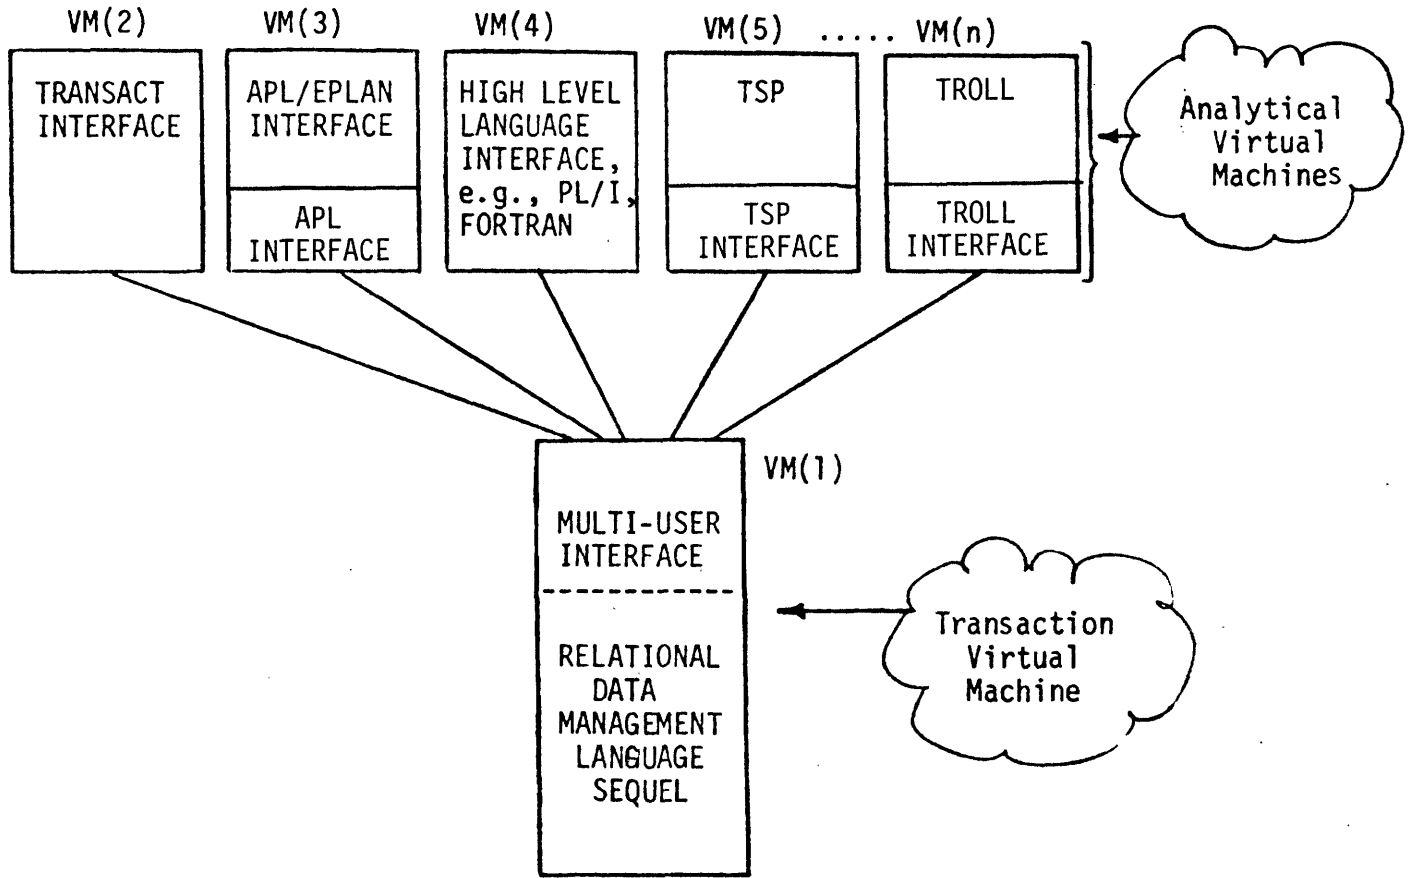 VM(2) VM(3) VM(4) VM(5) ..... VM(n)
TRANSACT
INTERFACE
APL/EPLAN
INTERFACE
APL
INTERFACE
HIGH LEVEL
LANGUAGE
INTERFACE,
e.g., PL/I,
FORTRAN
TSP
TSP
INTERFACE
TROLL
TROLL
INTERFACE
Analytical
Virtual
Machines
VM(1)
MULTI-USER
INTERFACE
RELATIONAL
DATA
MANAGEMENT
LANGUAGE
SEQUEL
Transaction
Virtual
Machine